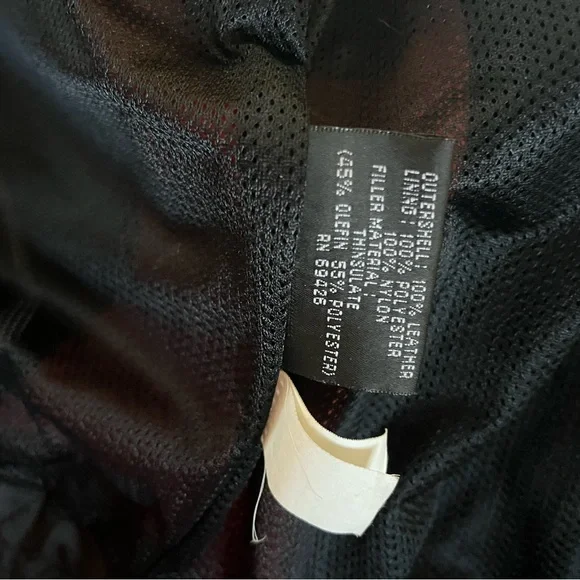 OUTERSHELL: 100% LEATHER
LINING: 100% POLYESTER
100% NYLON
FILLER MATERIAL:
THINSULATE
(45% OLEFIN 55% POLYESTER)
RN 69426